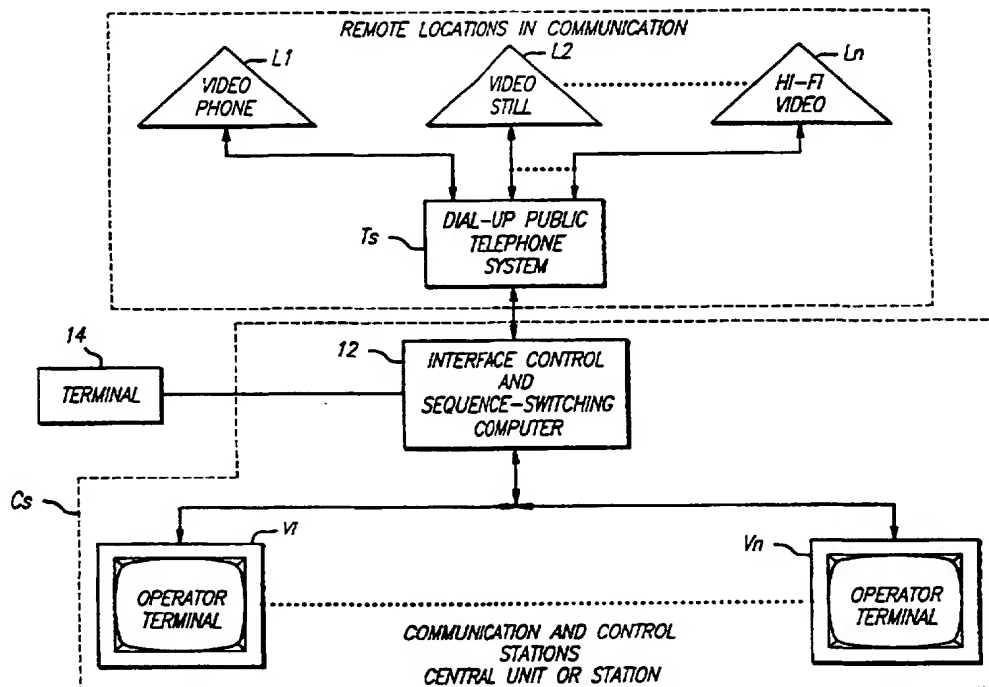 REMOTE LOCATIONS IN COMMUNICATION
L1
L2
Ln
VIDEO
PHONE
VIDEO
STILL
HI-FI
VIDEO
Ts
DIAL-UP PUBLIC
TELEPHONE
SYSTEM
14
12
TERMINAL
INTERFACE CONTROL
AND
SEQUENCE-SWITCHING
COMPUTER
Cs
V1
Vn
OPERATOR
TERMINAL
OPERATOR
TERMINAL
COMMUNICATION AND CONTROL
STATIONS
CENTRAL UNIT OR STATION